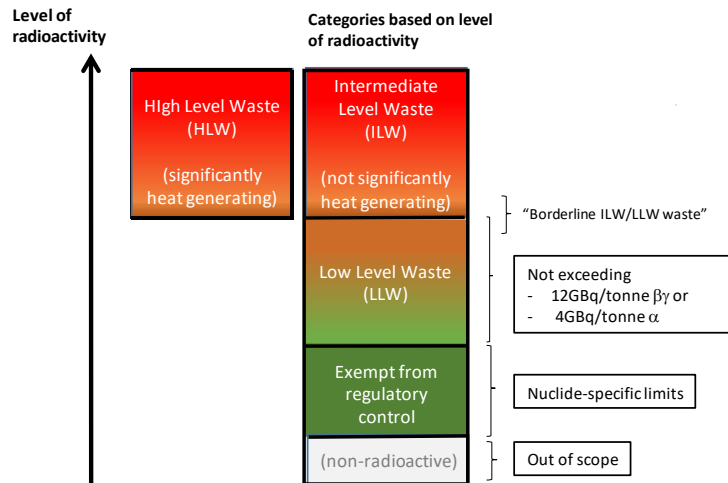 Level of
radioactivity
Categories based on level
of radioactivity
HIgh Level Waste
(HLW)
(significantly
heat generating)
Intermediate
Level Waste
(ILW)
(not significantly
heat generating)
“Borderline ILW/LLW waste”
Low Level Waste
(LLW)
Not exceeding
- 12GBq/tonne βγ or
- 4GBq/tonne α
Exempt from
regulatory
control
Nuclide-specific limits
(non-radioactive)
Out of scope